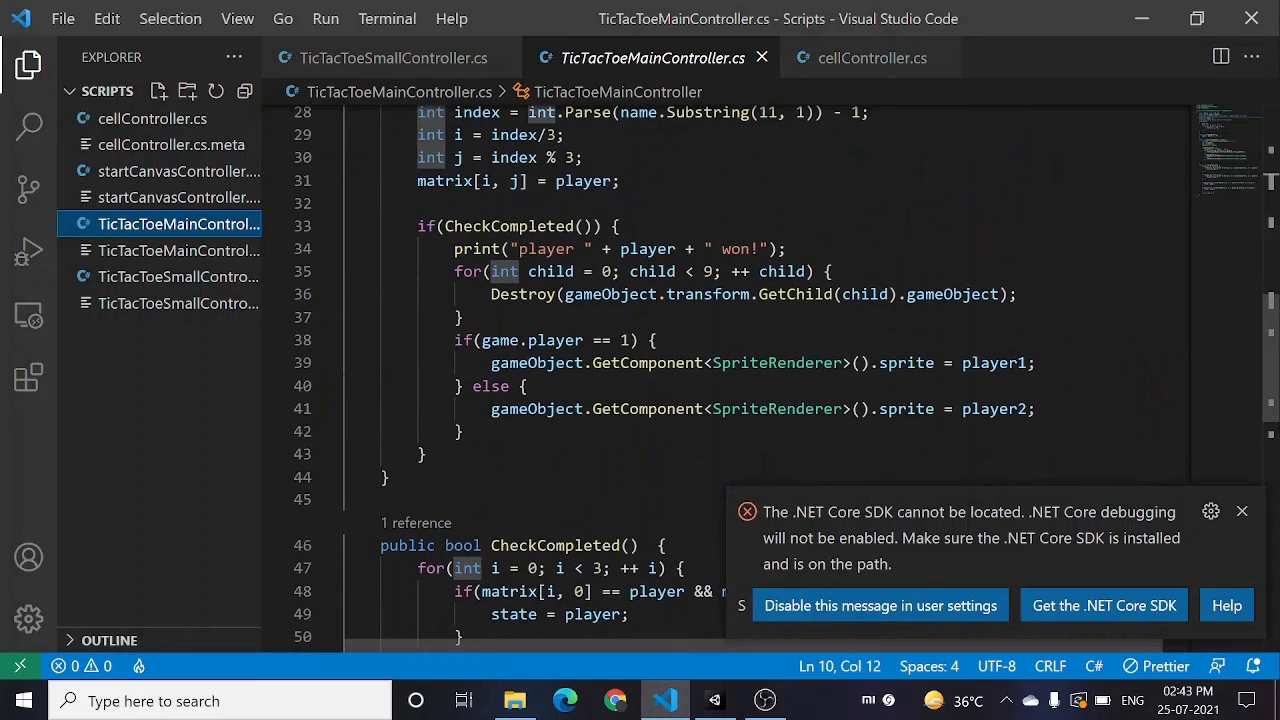 File Edit Selection View Go Run Terminal Help TicTacToeMainController.cs - Scripts - Visual Studio Code
EXPLORER
SCRIPTS
cellController.cs
cellController.cs.meta
startCanvasController....
startCanvasController....
TicTacToeMainControl...
TicTacToeMainControl...
TicTacToeSmallContro...
TicTacToeSmallContro...
OUTLINE
TicTacToeSmallController.cs TicTacToeMainController.cs cellController.cs
TicTacToeMainController.cs > TicTacToeMainController
28 int index = int.Parse(name.Substring(11, 1)) - 1;
29 int i = index/3;
30 int j = index % 3;
31 matrix[i, j] = player;
32
33 if(CheckCompleted()) {
34 print("player " + player + " won!");
35 for(int child = 0; child < 9; ++ child) {
36 Destroy(gameObject.transform.GetChild(child).gameObject);
37 }
38 if(game.player == 1) {
39 gameObject.GetComponent<SpriteRenderer>().sprite = player1;
40 } else {
41 gameObject.GetComponent<SpriteRenderer>().sprite = player2;
42 }
43 }
44 }
45
1 reference
46 public bool CheckCompleted() {
47 for(int i = 0; i < 3; ++ i) {
48 if(matrix[i, 0] == player &&
49 state = player;
50 }
The .NET Core SDK cannot be located. .NET Core debugging
will not be enabled. Make sure the .NET Core SDK is installed
and is on the path.
S Disable this message in user settings Get the .NET Core SDK Help
0 0 Ln 10, Col 12 Spaces: 4 UTF-8 CRLF C# Prettier
Type here to search 36°C ENG 02:43 PM
25-07-2021